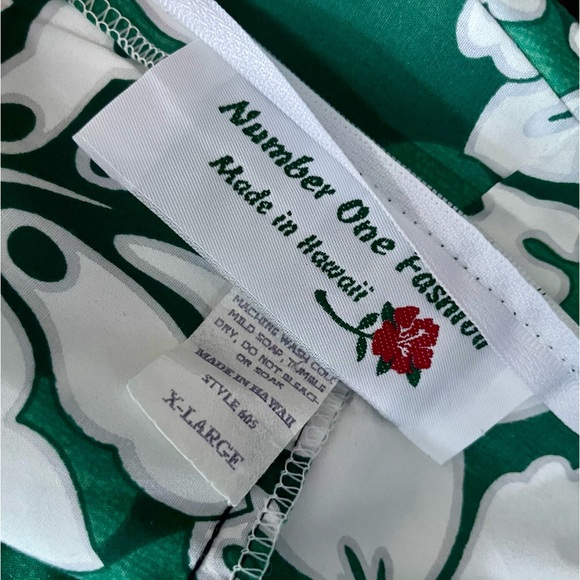 Number One Fashion
Made in Hawaii
MACHINE WASH COLD
MILD SOAP, TUMBLE
DRY, DO NOT BLEACH
OR SOAK
MADE IN HAWAII
STYLE 605
X-LARGE